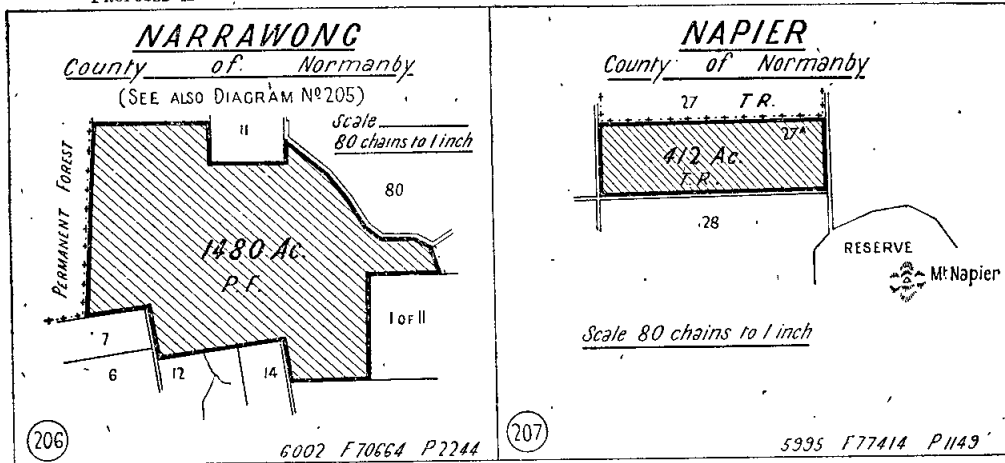 NARRAWONG
County of Normanby
(SEE ALSO DIAGRAM Nº205)
Scale
80 chains to 1 inch
11
80
PERMANENT FOREST
1480 Ac.
P.F.
1 OF 11
7
6
12
14
206
6002 F70664 P2244
NAPIER
County of Normanby
27 T.R.
27ᴬ
412 Ac.
T.R.
28
RESERVE
Mt Napier
Scale 80 chains to 1 inch
207
5995 F77414 P1149